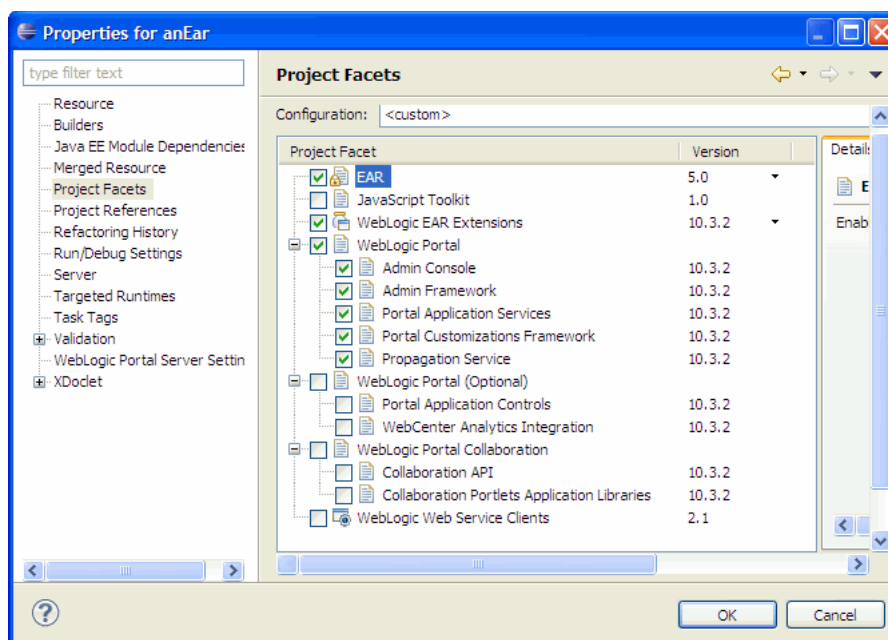 Properties for anEar
type filter text
Resource
Builders
Java EE Module Dependencies
Merged Resource
Project Facets
Project References
Refactoring History
Run/Debug Settings
Server
Targeted Runtimes
Task Tags
Validation
WebLogic Portal Server Settin
XDoclet
Project Facets
Configuration: <custom>
Project Facet Version
EAR 5.0
JavaScript Toolkit 1.0
WebLogic EAR Extensions 10.3.2
WebLogic Portal
Admin Console 10.3.2
Admin Framework 10.3.2
Portal Application Services 10.3.2
Portal Customizations Framework 10.3.2
Propagation Service 10.3.2
WebLogic Portal (Optional)
Portal Application Controls 10.3.2
WebCenter Analytics Integration 10.3.2
WebLogic Portal Collaboration
Collaboration API 10.3.2
Collaboration Portlets Application Libraries 10.3.2
WebLogic Web Service Clients 2.1
Details
E
Enabl
OK Cancel